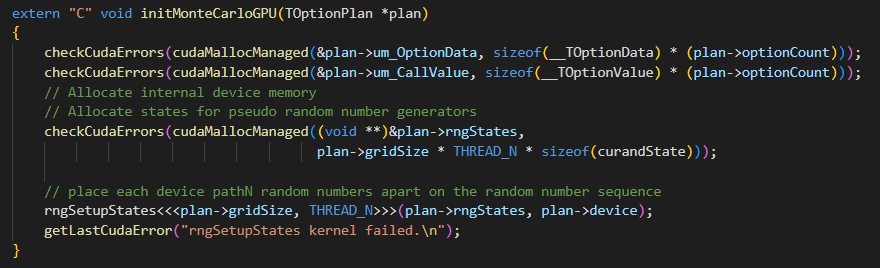 extern "C" void initMonteCarloGPU(TOptionPlan *plan)
{
    checkCudaErrors(cudaMallocManaged(&plan->um_OptionData, sizeof(__TOptionData) * (plan->optionCount)));
    checkCudaErrors(cudaMallocManaged(&plan->um_CallValue, sizeof(__TOptionValue) * (plan->optionCount)));
    // Allocate internal device memory
    // Allocate states for pseudo random number generators
    checkCudaErrors(cudaMallocManaged((void **)&plan->rngStates,
                                      plan->gridSize * THREAD_N * sizeof(curandState)));

    // place each device pathN random numbers apart on the random number sequence
    rngSetupStates<<<plan->gridSize, THREAD_N>>>(plan->rngStates, plan->device);
    getLastCudaError("rngSetupStates kernel failed.\n");
}